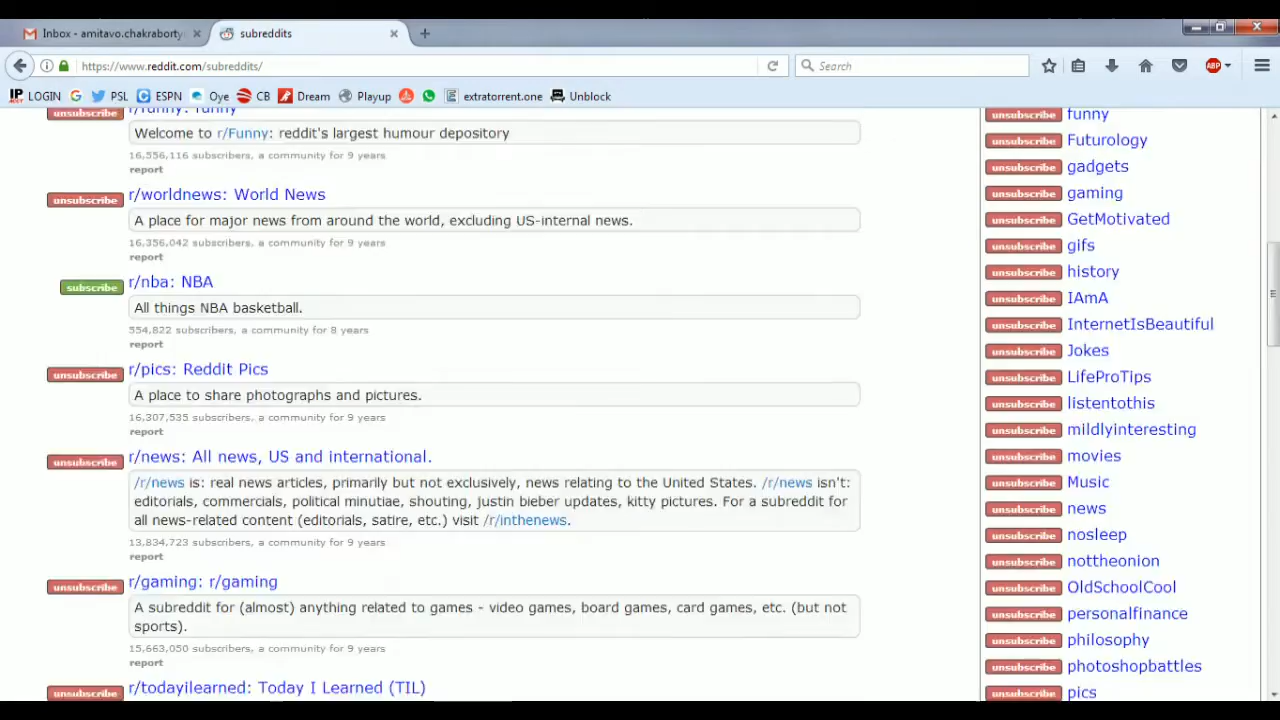 Inbox - amitavo.chakraborty
subreddits
https://www.reddit.com/subreddits/
Search
LOGIN
PSL
ESPN
Oye
CB
Dream
Playup
extratorrent.one
Unblock
unsubscribe r/funny: funny
Welcome to r/Funny: reddit's largest humour depository
16,556,116 subscribers, a community for 9 years
report
unsubscribe r/worldnews: World News
A place for major news from around the world, excluding US-internal news.
16,356,042 subscribers, a community for 9 years
report
subscribe r/nba: NBA
All things NBA basketball.
554,822 subscribers, a community for 8 years
report
unsubscribe r/pics: Reddit Pics
A place to share photographs and pictures.
16,307,535 subscribers, a community for 9 years
report
unsubscribe r/news: All news, US and international.
/r/news is: real news articles, primarily but not exclusively, news relating to the United States. /r/news isn't:
editorials, commercials, political minutiae, shouting, justin bieber updates, kitty pictures. For a subreddit for
all news-related content (editorials, satire, etc.) visit /r/inthenews.
13,834,723 subscribers, a community for 9 years
report
unsubscribe r/gaming: r/gaming
A subreddit for (almost) anything related to games - video games, board games, card games, etc. (but not
sports).
15,663,050 subscribers, a community for 9 years
report
unsubscribe r/todayilearned: Today I Learned (TIL)
unsubscribe funny
unsubscribe Futurology
unsubscribe gadgets
unsubscribe gaming
unsubscribe GetMotivated
unsubscribe gifs
unsubscribe history
unsubscribe IAmA
unsubscribe InternetIsBeautiful
unsubscribe Jokes
unsubscribe LifeProTips
unsubscribe listentothis
unsubscribe mildlyinteresting
unsubscribe movies
unsubscribe Music
unsubscribe news
unsubscribe nosleep
unsubscribe nottheonion
unsubscribe OldSchoolCool
unsubscribe personalfinance
unsubscribe philosophy
unsubscribe photoshopbattles
unsubscribe pics